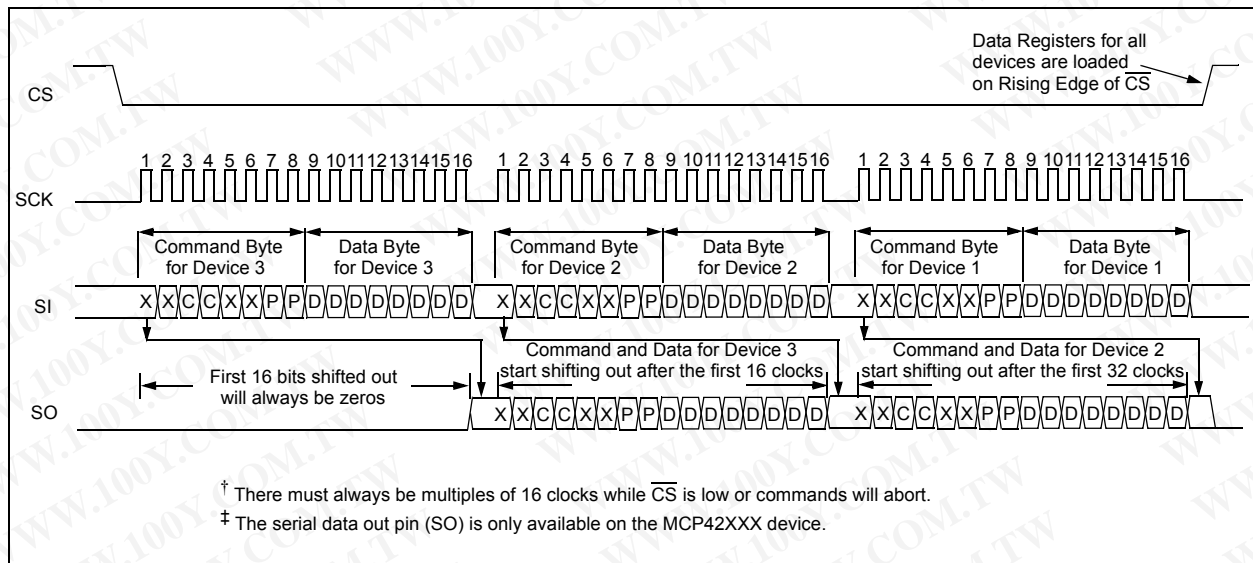 Data Registers for all
devices are loaded
on Rising Edge of CS
CS
1 2 3 4 5 6 7 8 9 10 11 12 13 14 15 16 1 2 3 4 5 6 7 8 9 10 11 12 13 14 15 16 1 2 3 4 5 6 7 8 9 10 11 12 13 14 15 16
SCK
Command Byte
for Device 3
Data Byte
for Device 3
Command Byte
for Device 2
Data Byte
for Device 2
Command Byte
for Device 1
Data Byte
for Device 1
SI
X X C C X X P P D D D D D D D D X X C C X X P P D D D D D D D D X X C C X X P P D D D D D D D D
First 16 bits shifted out
will always be zeros
Command and Data for Device 3
start shifting out after the first 16 clocks
Command and Data for Device 2
start shifting out after the first 32 clocks
SO
X X C C X X P P D D D D D D D D X X C C X X P P D D D D D D D D
† There must always be multiples of 16 clocks while CS is low or commands will abort.
‡ The serial data out pin (SO) is only available on the MCP42XXX device.
WWW.100Y.COM.TW